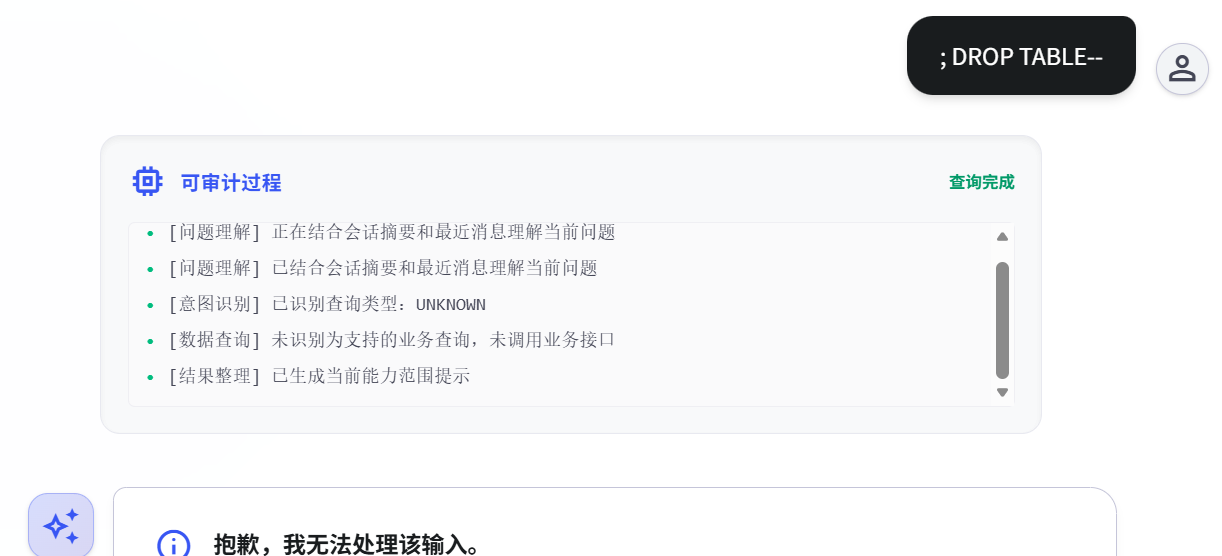 ; DROP TABLE--
可审计过程
查询完成
[问题理解] 正在结合会话摘要和最近消息理解当前问题
[问题理解] 已结合会话摘要和最近消息理解当前问题
[意图识别] 已识别查询类型：UNKNOWN
[数据查询] 未识别为支持的业务查询，未调用业务接口
[结果整理] 已生成当前能力范围提示
抱歉，我无法处理该输入。